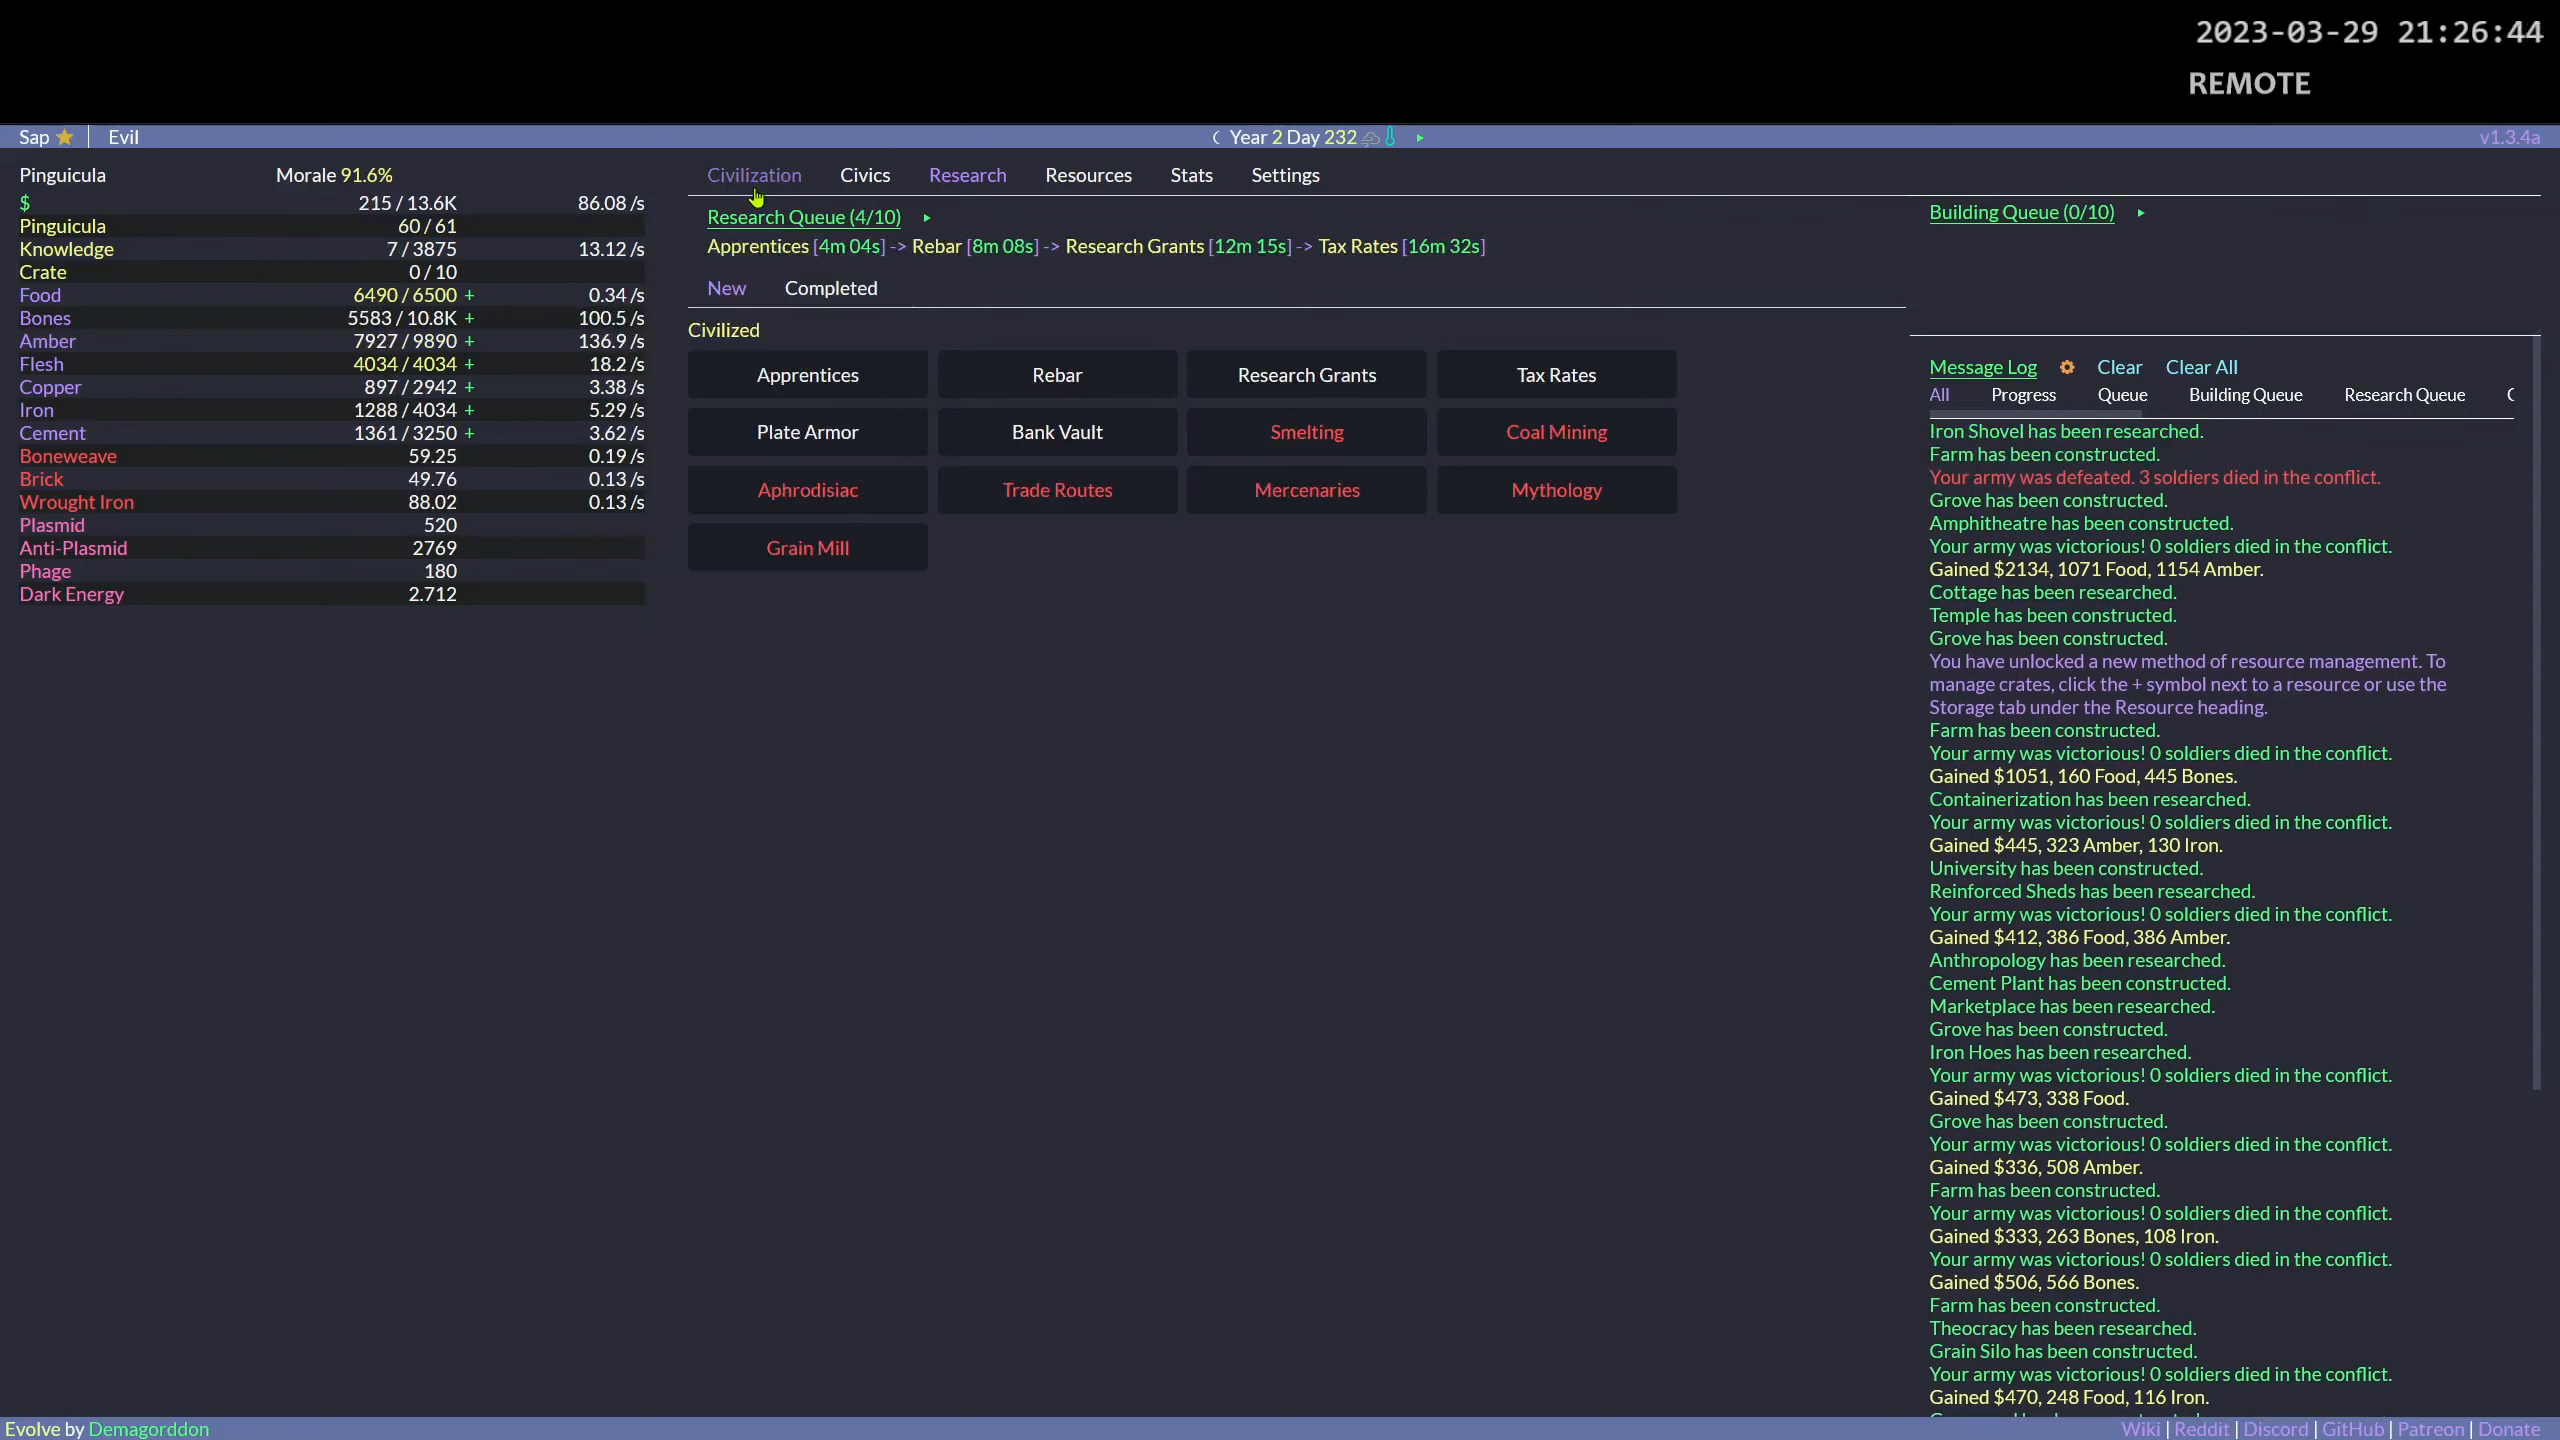 2023-03-29 21:26:44
REMOTE
Sap | Evil
Year 2 Day 232
v1.3.4a
Pinguicula Morale 91.6%
$ 215 / 13.6K 86.08 /s
Pinguicula 60 / 61
Knowledge 7 / 3875 13.12 /s
Crate 0 / 10
Food 6490 / 6500 + 0.34 /s
Bones 5583 / 10.8K + 100.5 /s
Amber 7927 / 9890 + 136.9 /s
Flesh 4034 / 4034 + 18.2 /s
Copper 897 / 2942 + 3.38 /s
Iron 1288 / 4034 + 5.29 /s
Cement 1361 / 3250 + 3.62 /s
Boneweave 59.25 0.19 /s
Brick 49.76 0.13 /s
Wrought Iron 88.02 0.13 /s
Plasmid 520
Anti-Plasmid 2769
Phage 180
Dark Energy 2.712
Civilization Civics Research Resources Stats Settings
Research Queue (4/10)
Apprentices [4m 04s] -> Rebar [8m 08s] -> Research Grants [12m 15s] -> Tax Rates [16m 32s]
New Completed
Civilized
Apprentices Rebar Research Grants Tax Rates
Plate Armor Bank Vault Smelting Coal Mining
Aphrodisiac Trade Routes Mercenaries Mythology
Grain Mill
Building Queue (0/10)
Message Log Clear Clear All
All Progress Queue Building Queue Research Queue
Iron Shovel has been researched.
Farm has been constructed.
Your army was defeated. 3 soldiers died in the conflict.
Grove has been constructed.
Amphitheatre has been constructed.
Your army was victorious! 0 soldiers died in the conflict.
Gained $2134, 1071 Food, 1154 Amber.
Cottage has been researched.
Temple has been constructed.
Grove has been constructed.
You have unlocked a new method of resource management. To
manage crates, click the + symbol next to a resource or use the
Storage tab under the Resource heading.
Farm has been constructed.
Your army was victorious! 0 soldiers died in the conflict.
Gained $1051, 160 Food, 445 Bones.
Containerization has been researched.
Your army was victorious! 0 soldiers died in the conflict.
Gained $445, 323 Amber, 130 Iron.
University has been constructed.
Reinforced Sheds has been researched.
Your army was victorious! 0 soldiers died in the conflict.
Gained $412, 386 Food, 386 Amber.
Anthropology has been researched.
Cement Plant has been constructed.
Marketplace has been researched.
Grove has been constructed.
Iron Hoes has been researched.
Your army was victorious! 0 soldiers died in the conflict.
Gained $473, 338 Food.
Grove has been constructed.
Your army was victorious! 0 soldiers died in the conflict.
Gained $336, 508 Amber.
Farm has been constructed.
Your army was victorious! 0 soldiers died in the conflict.
Gained $333, 263 Bones, 108 Iron.
Your army was victorious! 0 soldiers died in the conflict.
Gained $506, 566 Bones.
Farm has been constructed.
Theocracy has been researched.
Grain Silo has been constructed.
Your army was victorious! 0 soldiers died in the conflict.
Gained $470, 248 Food, 116 Iron.
Evolve by Demagorddon
Wiki | Reddit | Discord | GitHub | Patreon | Donate